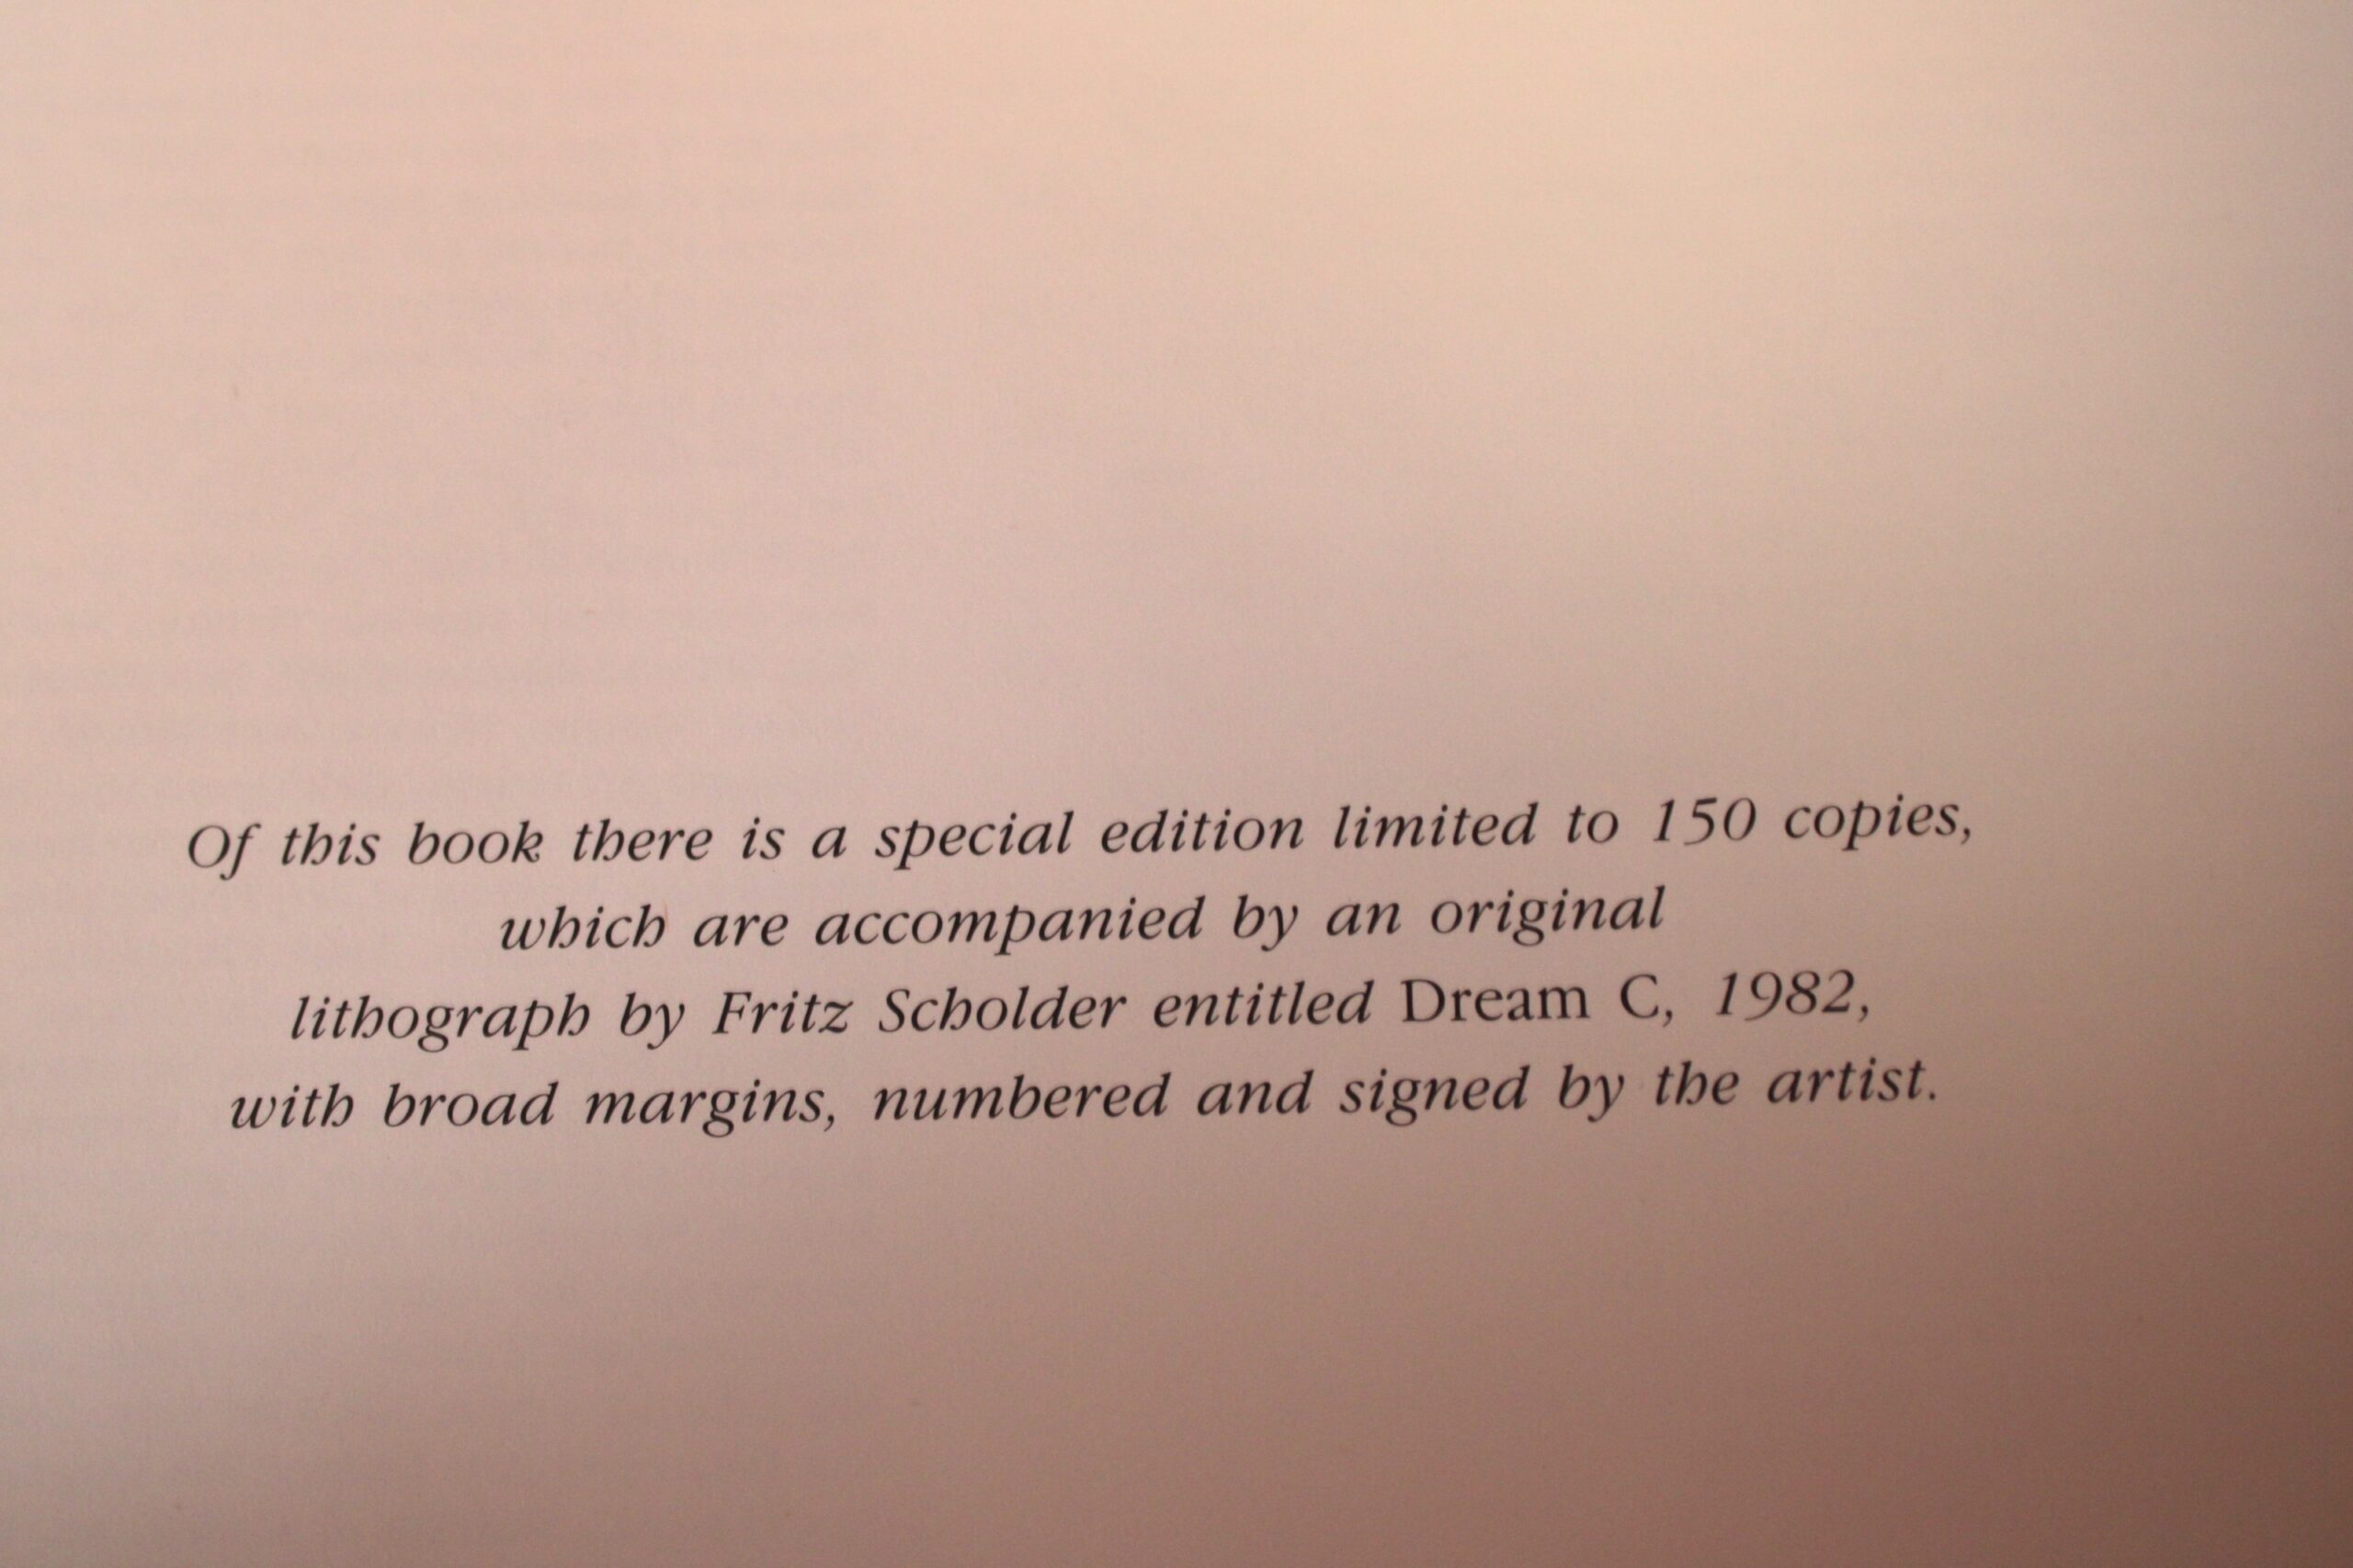 Of this book there is a special edition limited to 150 copies,
which are accompanied by an original
lithograph by Fritz Scholder entitled Dream C, 1982,
with broad margins, numbered and signed by the artist.